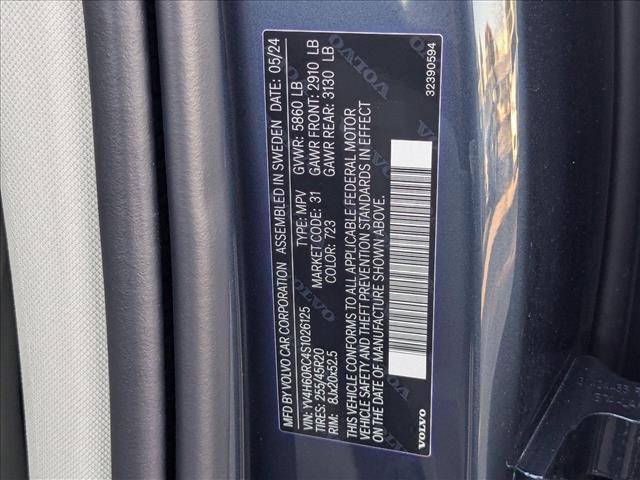 MFD BY VOLVO CAR CORPORATION ASSEMBLED IN SWEDEN DATE: 05/24
VIN: YV4H60RC4S1026125 TYPE: MPV GVWR: 5860 LB
TIRES: 255/45R20 MARKET CODE: 31 GAWR FRONT: 2910 LB
RIM: 8Jx20x52.5 COLOR: 723 GAWR REAR: 3130 LB
THIS VEHICLE CONFORMS TO ALL APPLICABLE FEDERAL MOTOR
VEHICLE SAFETY AND THEFT PREVENTION STANDARDS IN EFFECT
ON THE DATE OF MANUFACTURE SHOWN ABOVE.
VOLVO
32390594